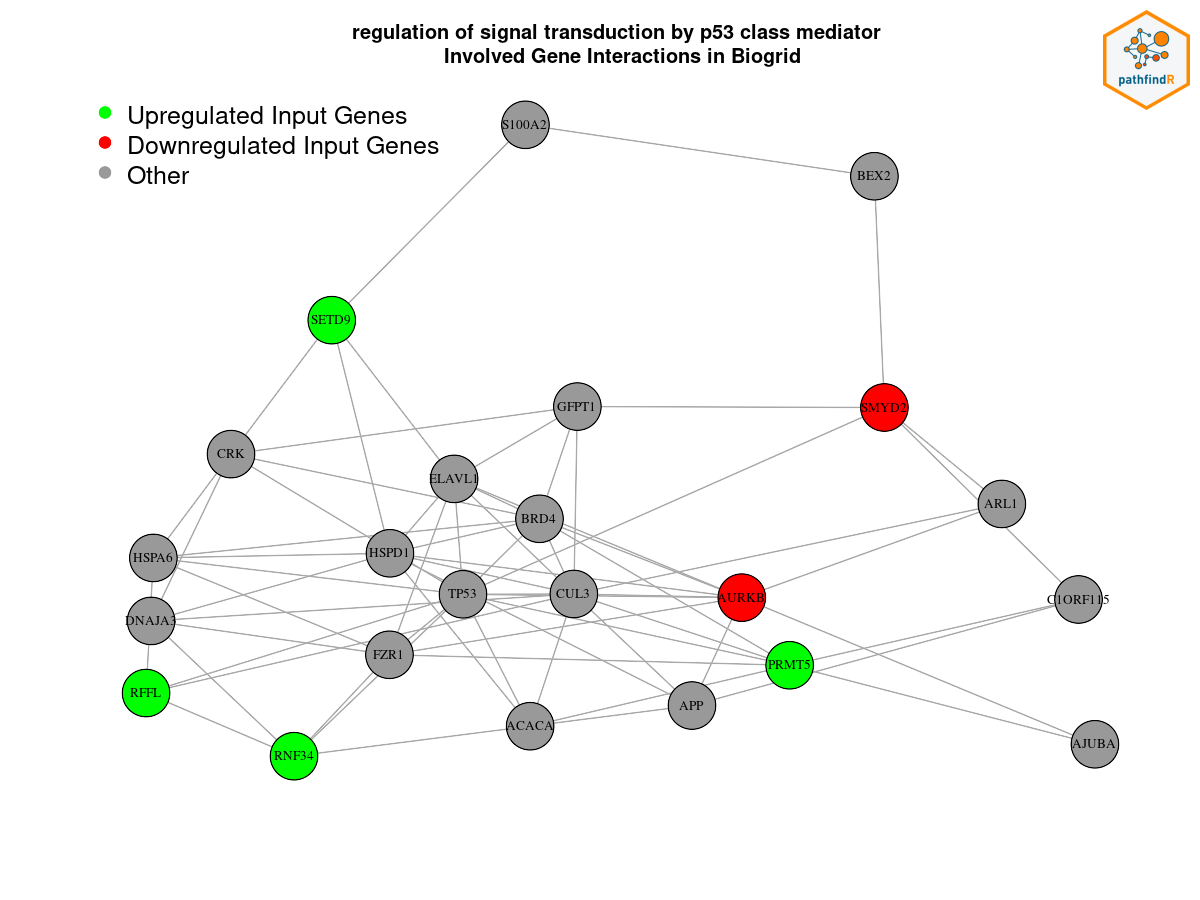 regulation of signal transduction by p53 class mediator
Involved Gene Interactions in Biogrid
pathfindR
Upregulated Input Genes
Downregulated Input Genes
Other
S100A2
BEX2
SETD9
GFPT1
SMYD2
CRK
ELAVL1
ARL1
BRD4
HSPD1
HSPA6
TP53
CUL3
AURKB
C1ORF115
DNAJA3
FZR1
PRMT5
RFFL
APP
ACACA
AJUBA
RNF34